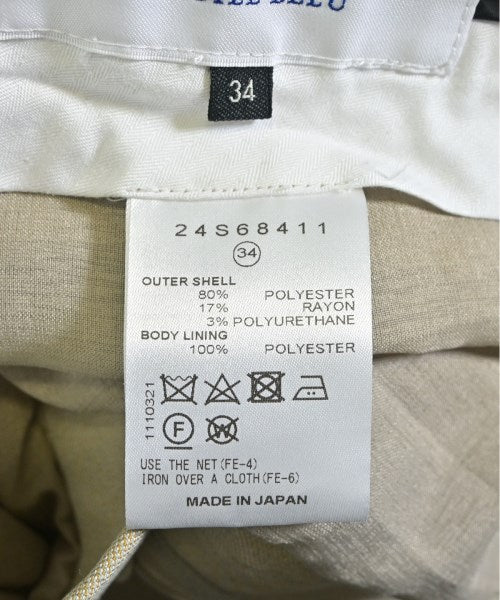 34
24S68411
34
OUTER SHELL
80% POLYESTER
17% RAYON
3% POLYURETHANE
BODY LINING
100% POLYESTER
1110321
F
W
USE THE NET(FE-4)
IRON OVER A CLOTH(FE-6)
MADE IN JAPAN